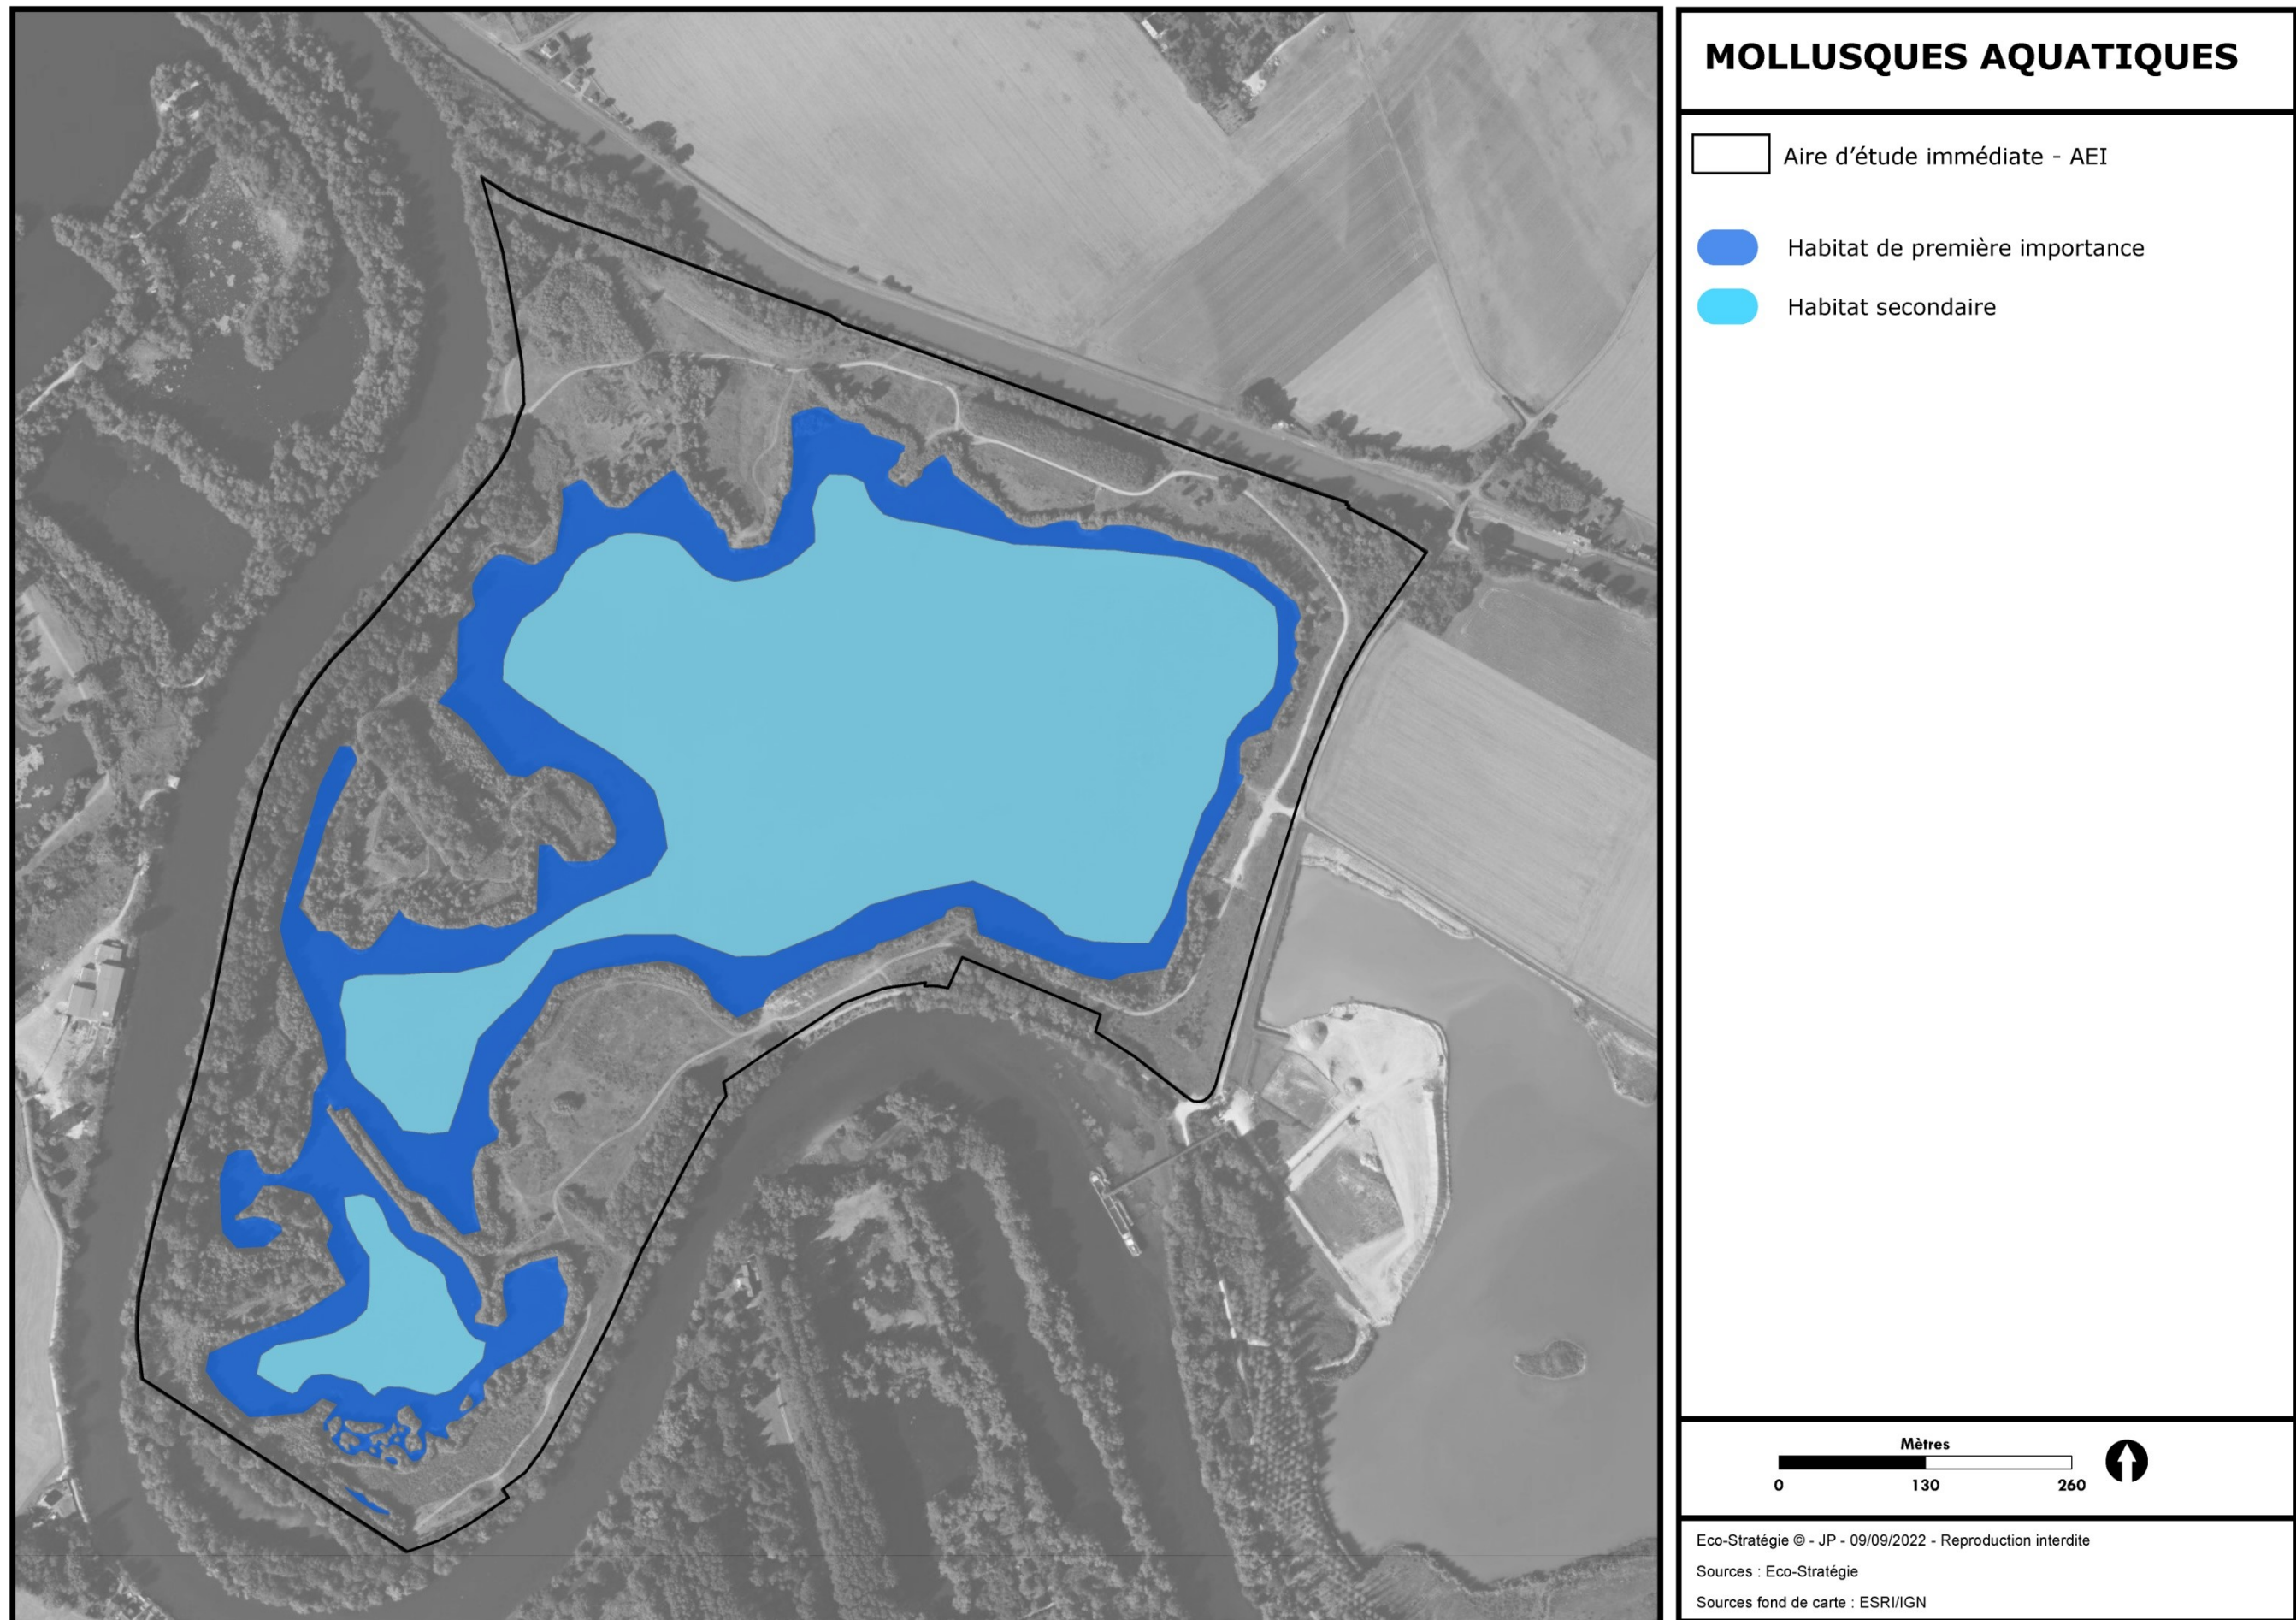 MOLLUSQUES AQUATIQUES
Aire d’étude immédiate - AEI
Habitat de première importance
Habitat secondaire
Mètres
0 130 260
Eco-Stratégie © - JP - 09/09/2022 - Reproduction interdite
Sources : Eco-Stratégie
Sources fond de carte : ESRI/IGN